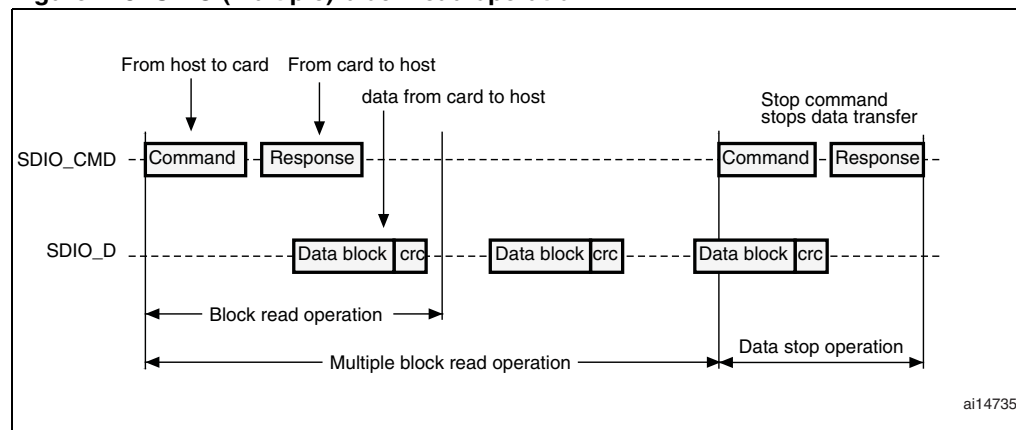 From host to card From card to host
data from card to host
Stop command
stops data transfer
SDIO_CMD Command Response Command Response
SDIO_D Data block crc Data block crc Data block crc
Block read operation
Data stop operation
Multiple block read operation
ai14735